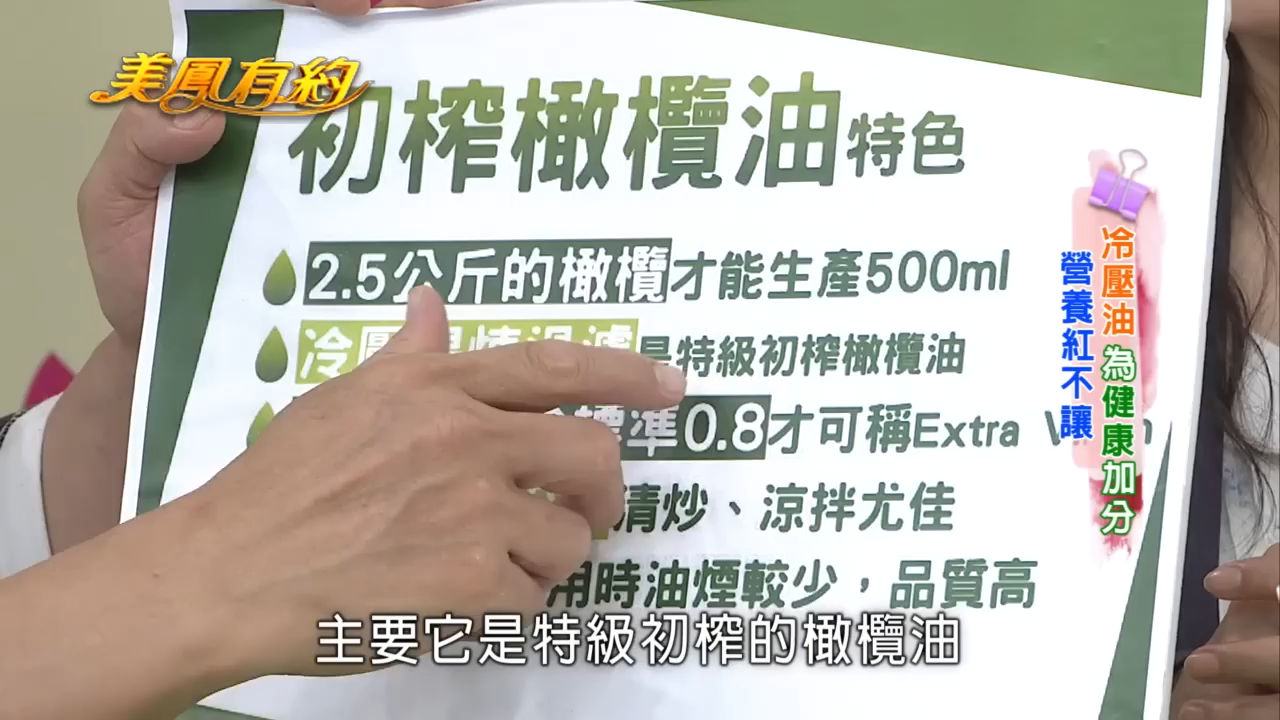 美鳳有約
初榨橄欖油特色
2.5公斤的橄欖才能生產500ml
冷壓 過濾是特級初榨橄欖油
標準0.8才可稱Extra
清炒、涼拌尤佳
用時油煙較少，品質高
冷壓油 為健康加分
營養紅不讓
主要它是特級初榨的橄欖油